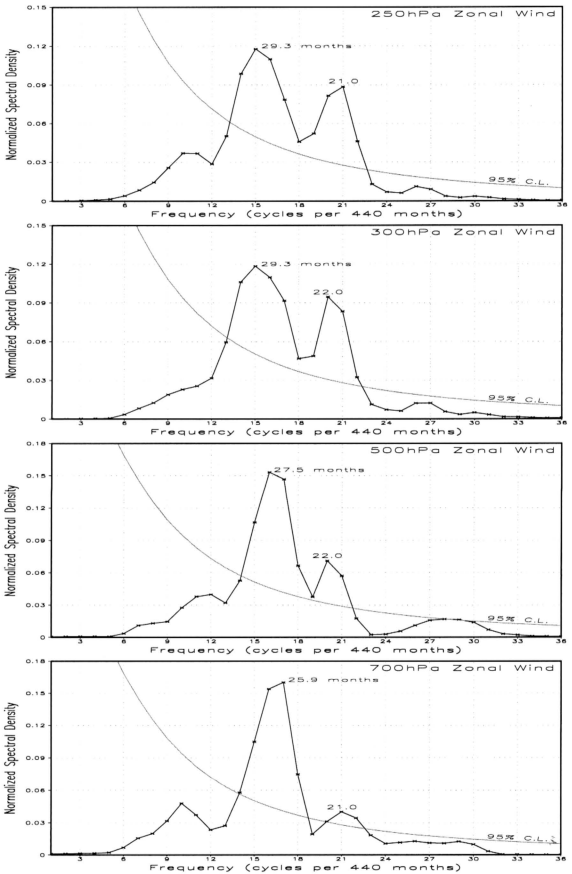 250hPa Zonal Wind
Normalized Spectral Density
0.15
0.12
0.09
0.06
0.03
0
29.3 months
21.0
95% C.L.
3 6 9 12 15 18 21 24 27 30 33 36
Frequency (cycles per 440 months)
300hPa Zonal Wind
Normalized Spectral Density
0.15
0.12
0.09
0.06
0.03
0
29.3 months
22.0
95% C.L.
3 6 9 12 15 18 21 24 27 30 33 36
Frequency (cycles per 440 months)
500hPa Zonal Wind
Normalized Spectral Density
0.18
0.15
0.12
0.09
0.06
0.03
0
27.5 months
22.0
95% C.L.
3 6 9 12 15 18 21 24 27 30 33 36
Frequency (cycles per 440 months)
700hPa Zonal Wind
Normalized Spectral Density
0.18
0.15
0.12
0.09
0.06
0.03
0
25.9 months
21.0
95% C.L.
3 6 9 12 15 18 21 24 27 30 33 36
Frequency (cycles per 440 months)